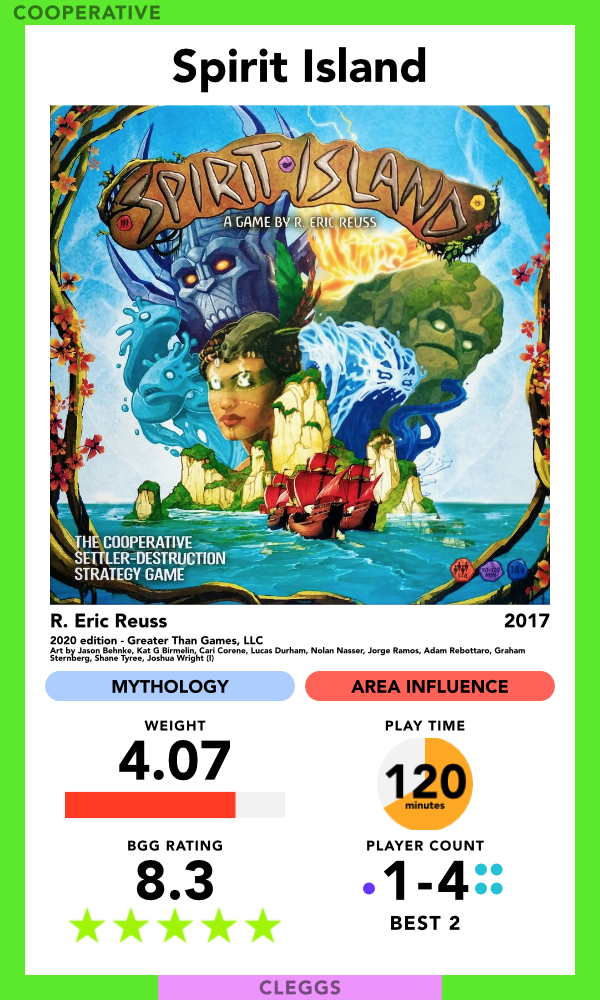 COOPERATIVE
Spirit Island
SPIRIT ISLAND
A GAME BY R. ERIC REUSS
THE COOPERATIVE
SETTLER-DESTRUCTION
STRATEGY GAME
R. Eric Reuss
2017
2020 edition - Greater Than Games, LLC
Art by Jason Behnke, Kat G Birmelin, Cari Corene, Lucas Durham, Nolan Nasser, Jorge Ramos, Adam Rebottaro, Graham
Sternberg, Shane Tyree, Joshua Wright (I)
MYTHOLOGY
AREA INFLUENCE
WEIGHT
4.07
PLAY TIME
120
minutes
BGG RATING
8.3
PLAYER COUNT
1-4
BEST 2
CLEGGS